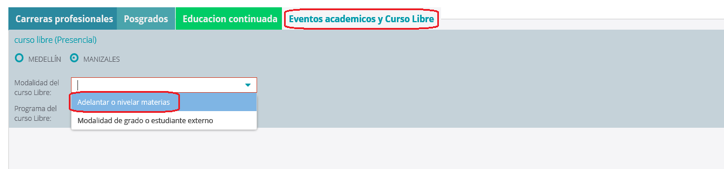 Carreras profesionales Posgrados Educacion continuada Eventos academicos y Curso Libre
curso libre (Presencial)
MEDELLÍN MANIZALES
Modalidad del
curso Libre:
Adelantar o nivelar materias
Programa del
curso Libre:
Modalidad de grado o estudiante externo